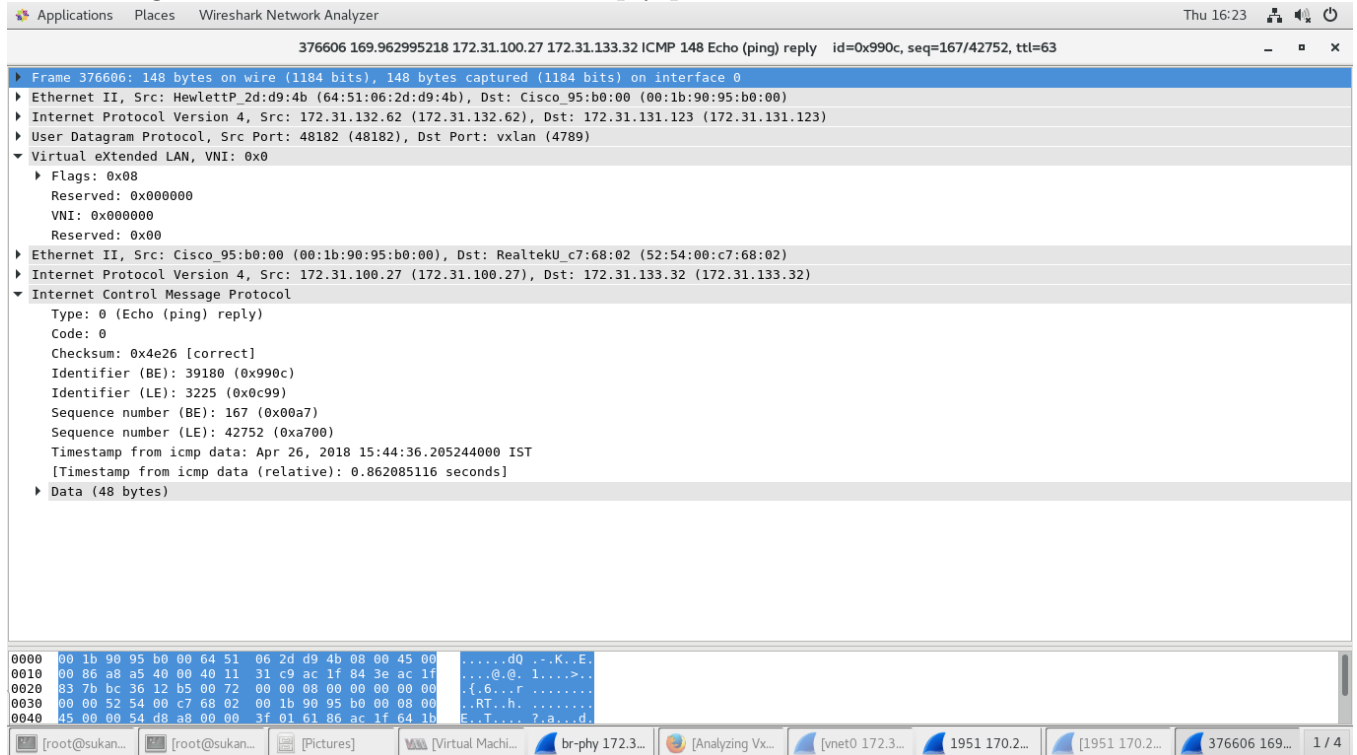 Applications Places Wireshark Network Analyzer Thu 16:23
376606 169.962995218 172.31.100.27 172.31.133.32 ICMP 148 Echo (ping) reply id=0x990c, seq=167/42752, ttl=63
Frame 376606: 148 bytes on wire (1184 bits), 148 bytes captured (1184 bits) on interface 0
Ethernet II, Src: HewlettP_2d:d9:4b (64:51:06:2d:d9:4b), Dst: Cisco_95:b0:00 (00:1b:90:95:b0:00)
Internet Protocol Version 4, Src: 172.31.132.62 (172.31.132.62), Dst: 172.31.131.123 (172.31.131.123)
User Datagram Protocol, Src Port: 48182 (48182), Dst Port: vxlan (4789)
Virtual eXtended LAN, VNI: 0x0
Flags: 0x08
Reserved: 0x000000
VNI: 0x000000
Reserved: 0x00
Ethernet II, Src: Cisco_95:b0:00 (00:1b:90:95:b0:00), Dst: RealtekU_c7:68:02 (52:54:00:c7:68:02)
Internet Protocol Version 4, Src: 172.31.100.27 (172.31.100.27), Dst: 172.31.133.32 (172.31.133.32)
Internet Control Message Protocol
Type: 0 (Echo (ping) reply)
Code: 0
Checksum: 0x4e26 [correct]
Identifier (BE): 39180 (0x990c)
Identifier (LE): 3225 (0x0c99)
Sequence number (BE): 167 (0x00a7)
Sequence number (LE): 42752 (0xa700)
Timestamp from icmp data: Apr 26, 2018 15:44:36.205244000 IST
[Timestamp from icmp data (relative): 0.862085116 seconds]
Data (48 bytes)
0000 00 1b 90 95 b0 00 64 51 06 2d d9 4b 08 00 45 00 ......dQ .-.K..E.
0010 00 86 a8 a5 40 00 40 11 31 c9 ac 1f 84 3e ac 1f ....@.@. 1....>..
0020 83 7b bc 36 12 b5 00 72 00 00 08 00 00 00 00 00 .{.6...r ........
0030 00 00 52 54 00 c7 68 02 00 1b 90 95 b0 00 08 00 ..RT..h. ........
0040 45 00 00 54 d8 a8 00 00 3f 01 61 86 ac 1f 64 1b E..T.... ?.a...d.
[root@sukan... [root@sukan... [Pictures] [Virtual Machi... br-phy 172.3... [Analyzing Vx... [vnet0 172.3... 1951 170.2... [1951 170.2... 376606 169... 1 / 4